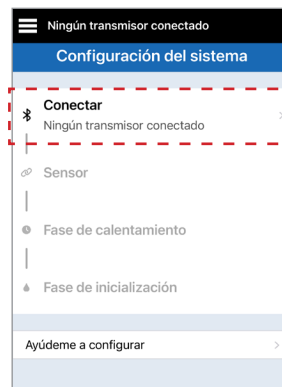 Ningún transmisor conectado
Configuración del sistema
Conectar
Ningún transmisor conectado
Sensor
Fase de calentamiento
Fase de inicialización
Ayúdeme a configurar